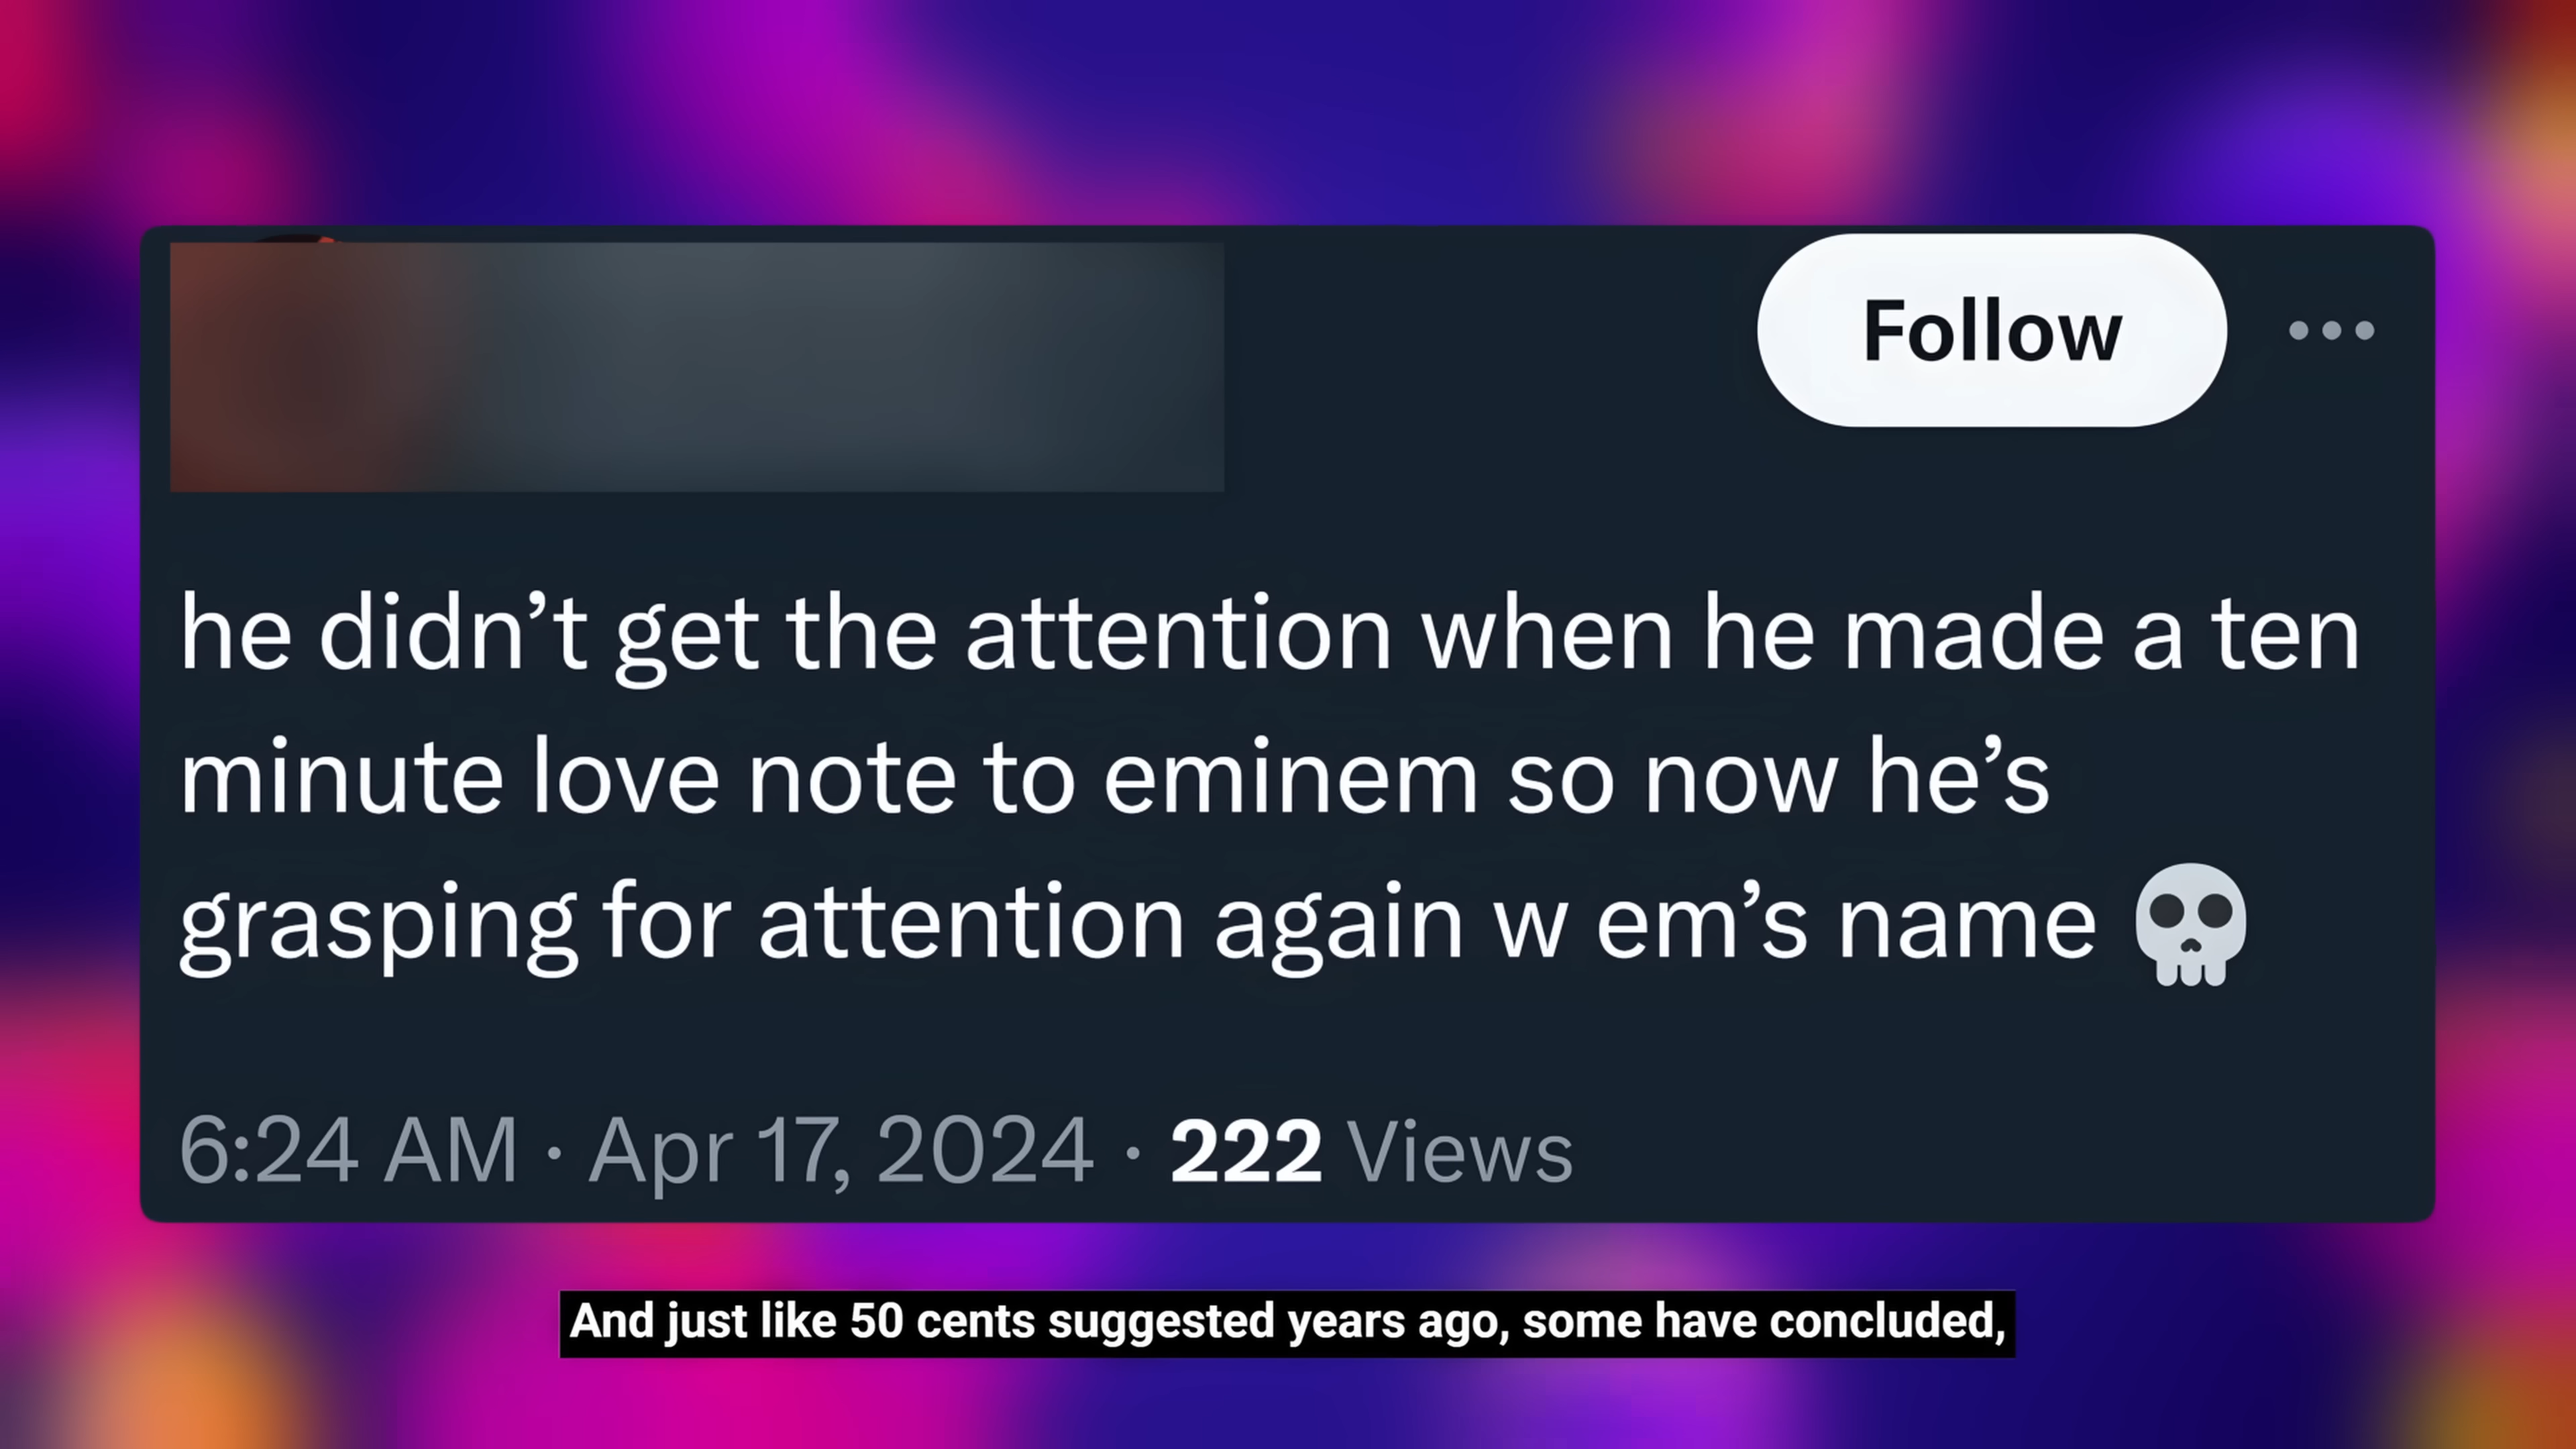 Follow
he didn’t get the attention when he made a ten
minute love note to eminem so now he’s
grasping for attention again w em’s name 💀
6:24 AM · Apr 17, 2024 · 222 Views
And just like 50 cents suggested years ago, some have concluded,